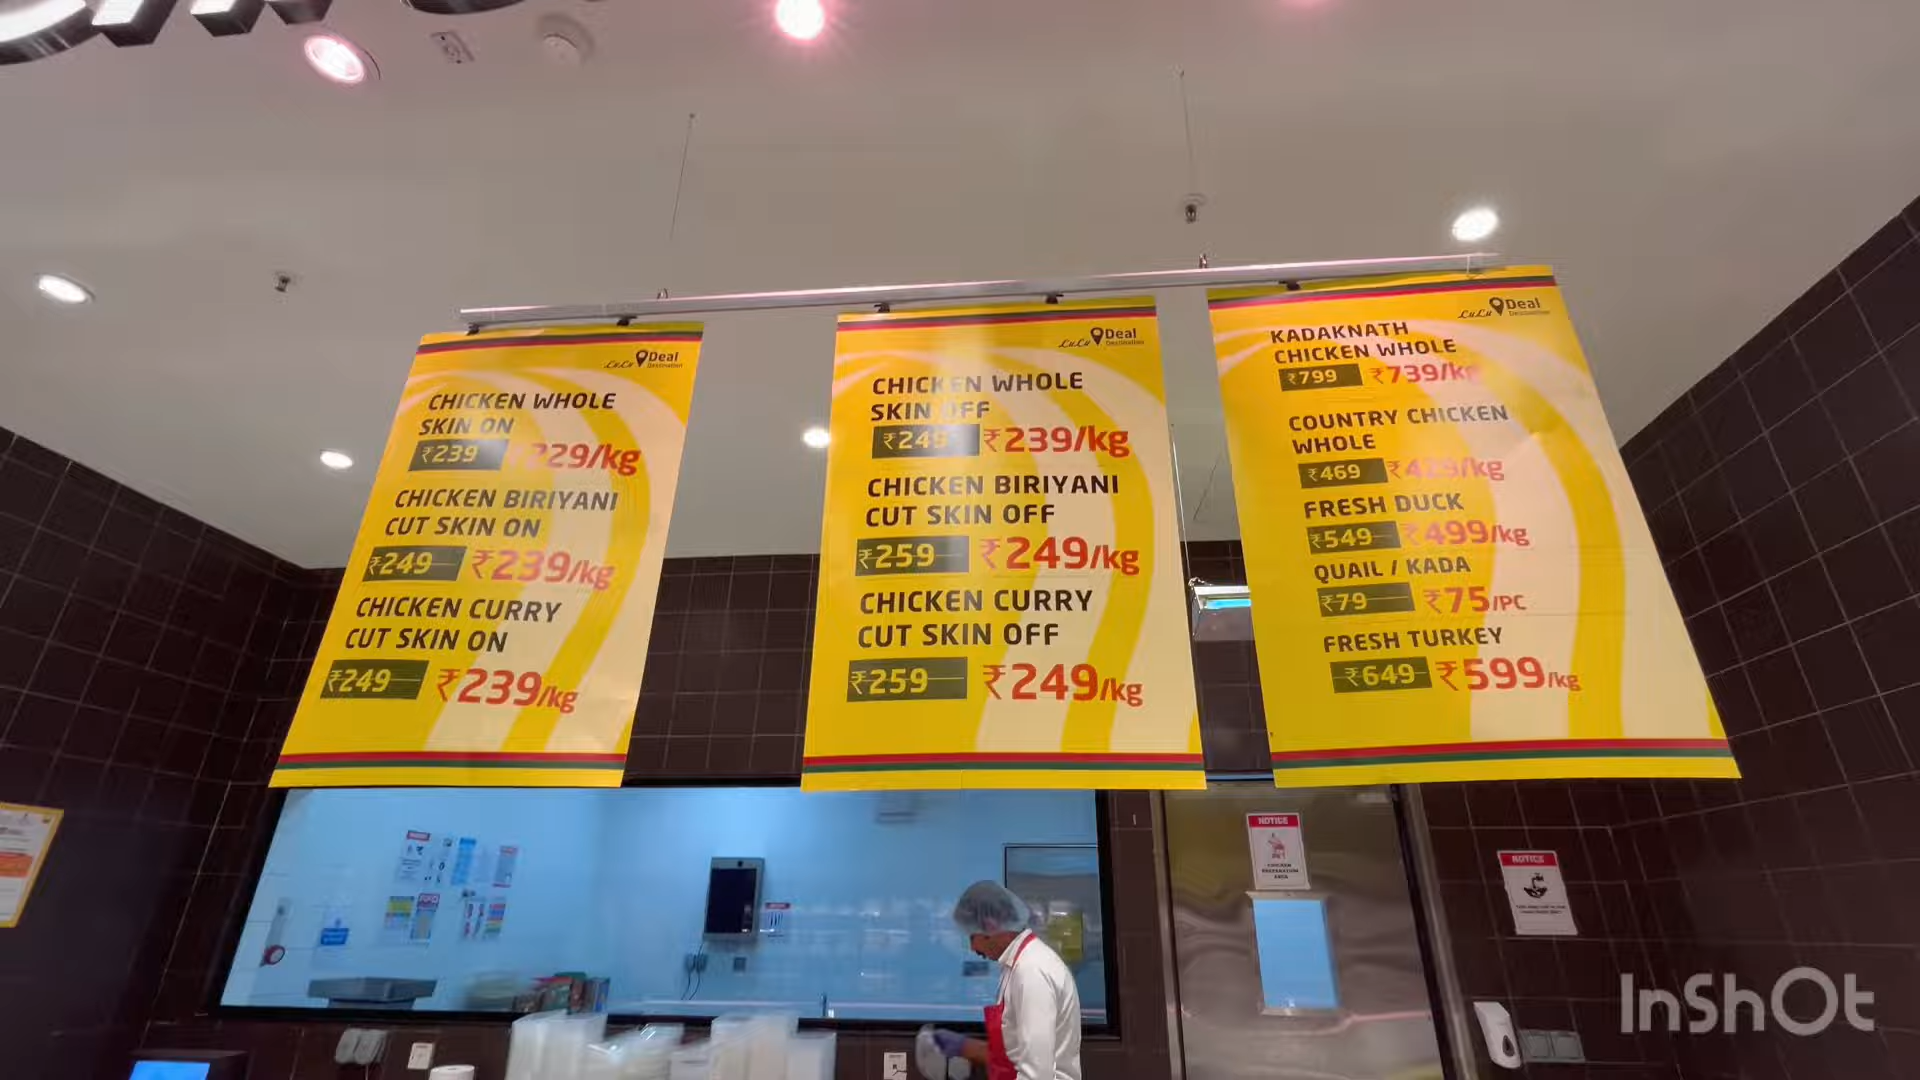 LuLu Deal
Destination
CHICKEN WHOLE
SKIN ON
₹239 ₹229/kg
CHICKEN BIRIYANI
CUT SKIN ON
₹249 ₹239/kg
CHICKEN CURRY
CUT SKIN ON
₹249 ₹239/kg
LuLu Deal
Destination
CHICKEN WHOLE
SKIN OFF
₹249 ₹239/kg
CHICKEN BIRIYANI
CUT SKIN OFF
₹259 ₹249/kg
CHICKEN CURRY
CUT SKIN OFF
₹259 ₹249/kg
LuLu Deal
Destination
KADAKNATH
CHICKEN WHOLE
₹799 ₹739/kg
COUNTRY CHICKEN
WHOLE
₹469 ₹429/kg
FRESH DUCK
₹549 ₹499/kg
QUAIL / KADA
₹79 ₹75/PC
FRESH TURKEY
₹649 ₹599/kg
NOTICE
CHICKEN
PREPARATION
AREA
NOTICE
InShOt